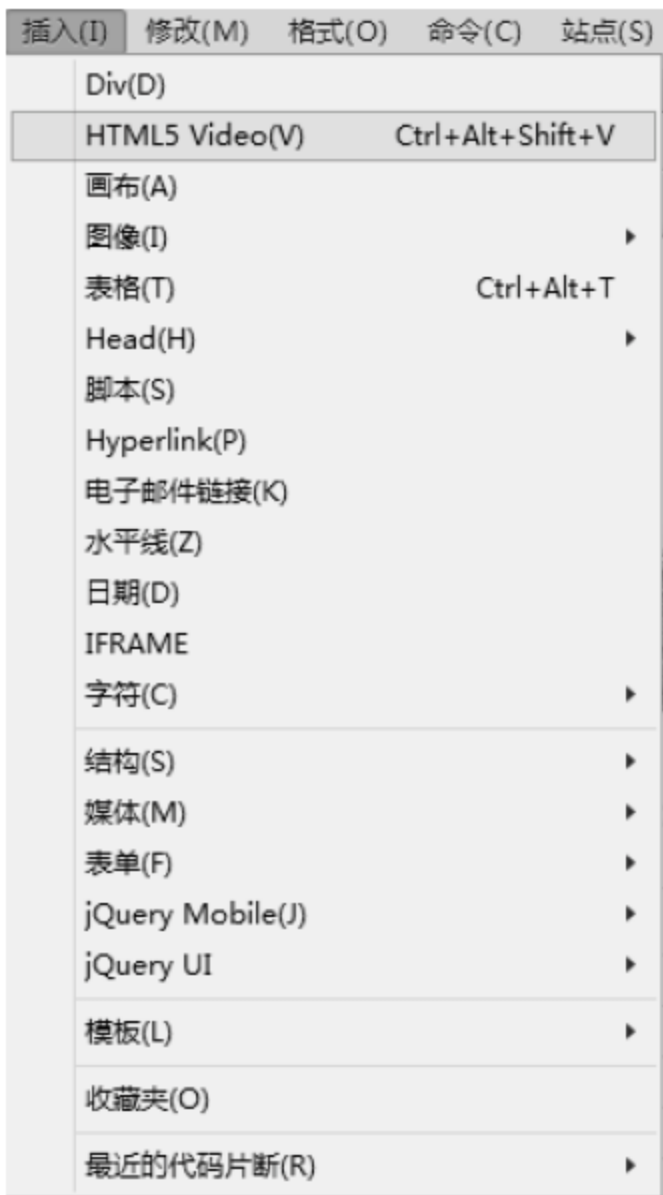 插入(I) 修改(M) 格式(O) 命令(C) 站点(S)
Div(D)
HTML5 Video(V) Ctrl+Alt+Shift+V
画布(A)
图像(I)
表格(T) Ctrl+Alt+T
Head(H)
脚本(S)
Hyperlink(P)
电子邮件链接(K)
水平线(Z)
日期(D)
IFRAME
字符(C)
结构(S)
媒体(M)
表单(F)
jQuery Mobile(J)
jQuery UI
模板(L)
收藏夹(O)
最近的代码片断(R)